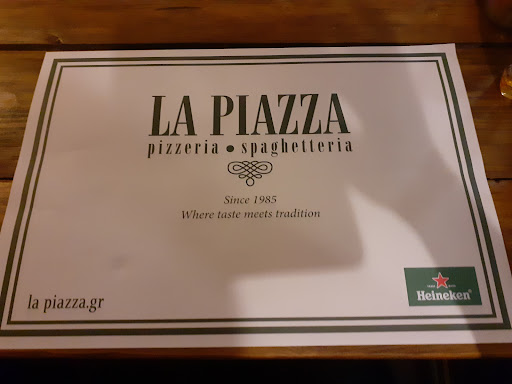 LA PIAZZA
pizzeria • spaghetteria
Since 1985
Where taste meets tradition
la piazza.gr
Heineken